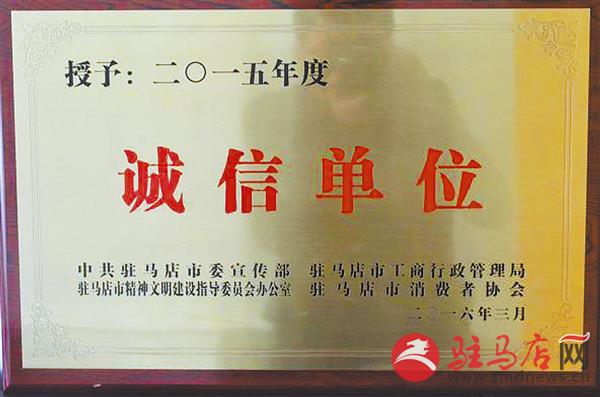 授予：二〇一五年度
诚信单位
中共驻马店市委宣传部 驻马店市工商行政管理局
驻马店市精神文明建设指导委员会办公室 驻马店市消费者协会
二〇一六年三月
驻马店网
www.zmdnews.cn